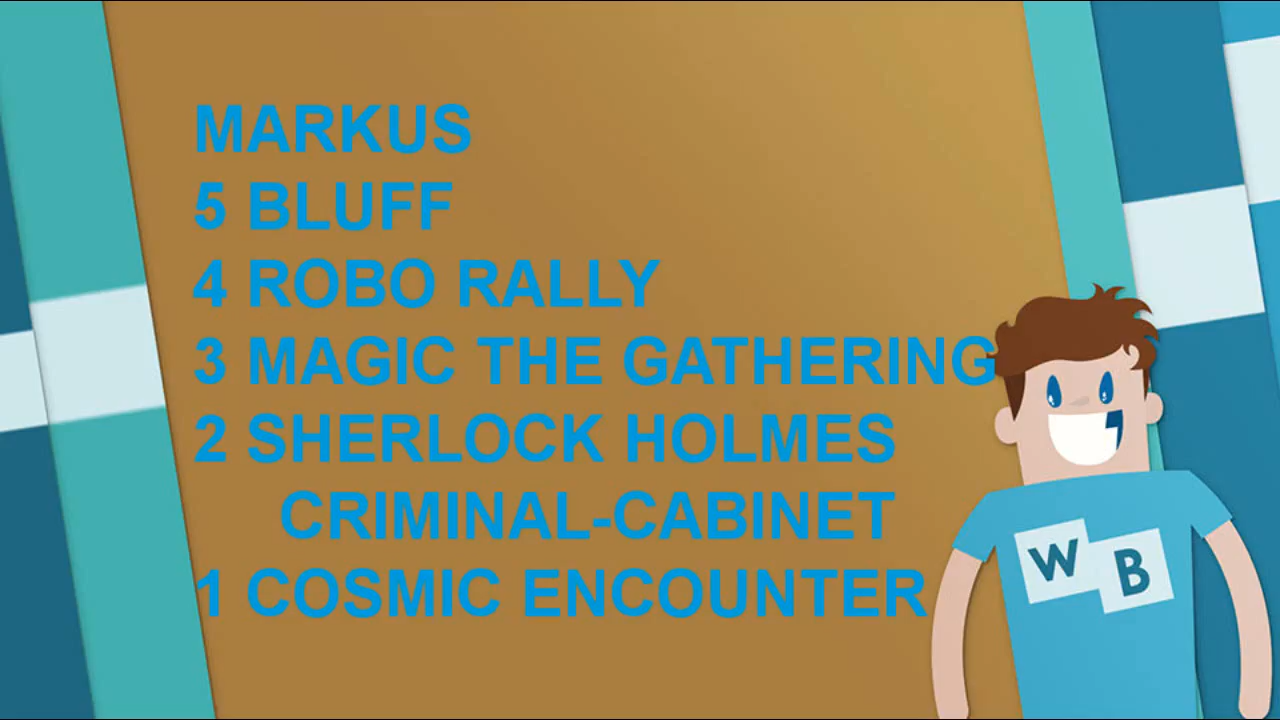 MARKUS
5 BLUFF
4 ROBO RALLY
3 MAGIC THE GATHERING
2 SHERLOCK HOLMES
CRIMINAL-CABINET
1 COSMIC ENCOUNTER
W B